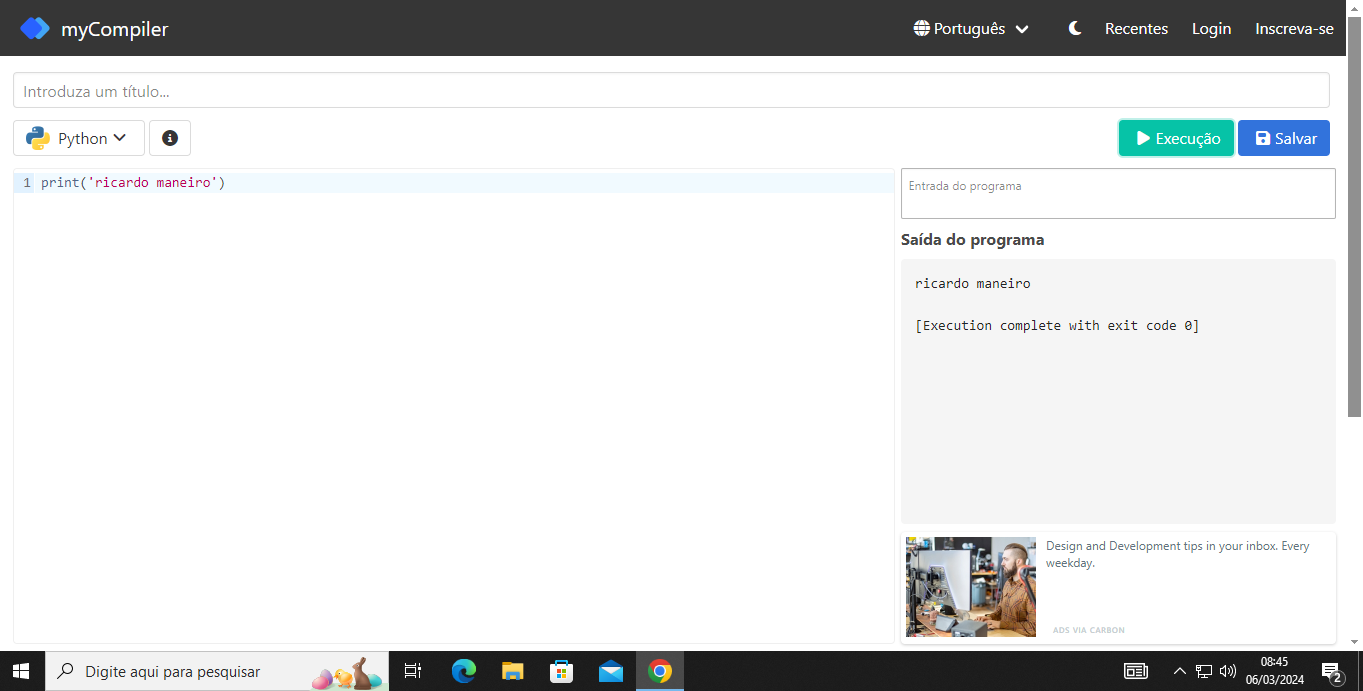 myCompiler
Português
Recentes
Login
Inscreva-se
Introduza um título...
Python
Execução
Salvar
1 print('ricardo maneiro')
Entrada do programa
Saída do programa
ricardo maneiro
[Execution complete with exit code 0]
Design and Development tips in your inbox. Every
weekday.
ADS VIA CARBON
Digite aqui para pesquisar
08:45
06/03/2024
2